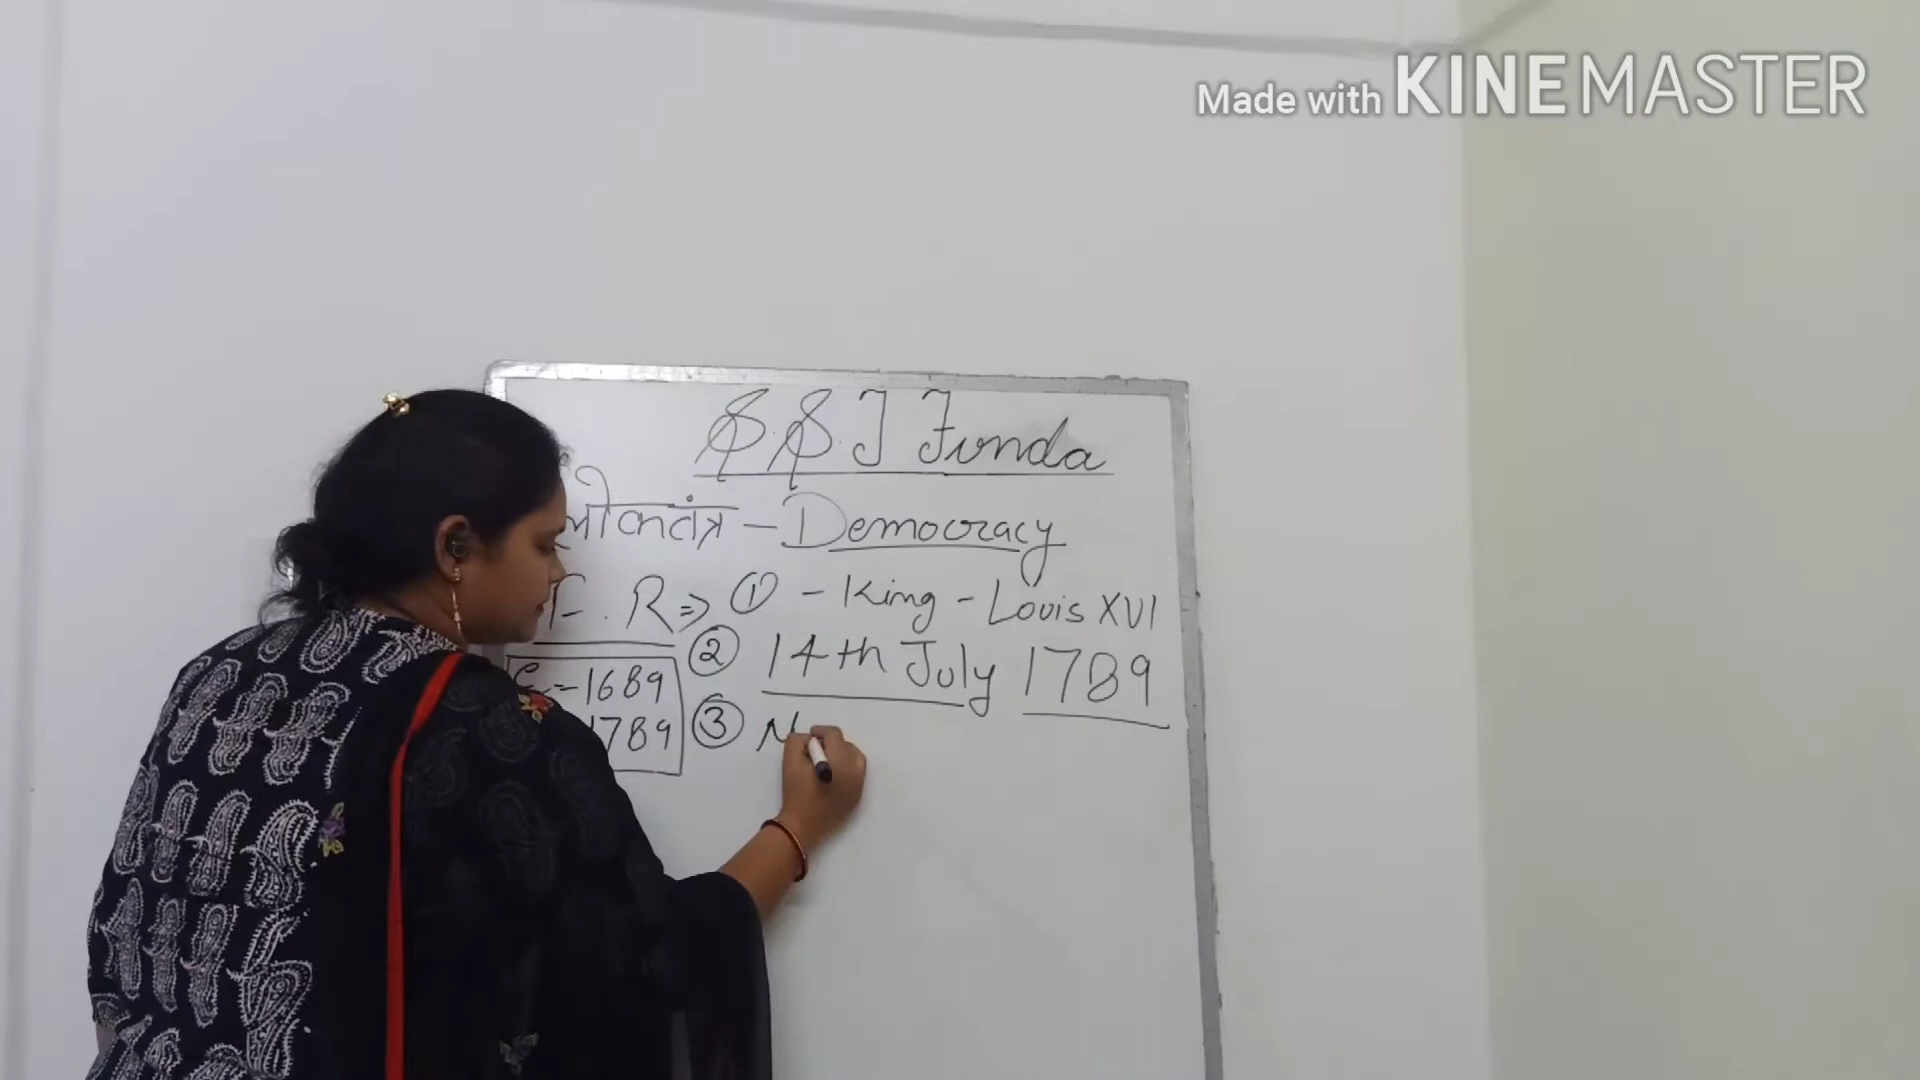 Made with KINEMASTER
S.S.J Funda
लोकतंत्र - Democracy
F.R => ① - King - Louis XVI
② 14th July 1789
= 1689
1789
③ N